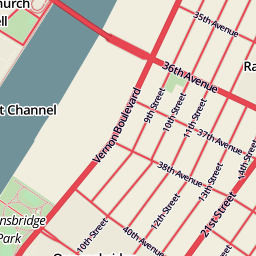 hurch
ll
35th Avenue
36th Avenue
Ra
t Channel
Vernon Boulevard
9th Street
10th Street
11th Street
37th Avenue
38th Avenue
14th Street
13th Street
12th Street
21st Street
nsbridge
Park
10th Street
40th Avenue